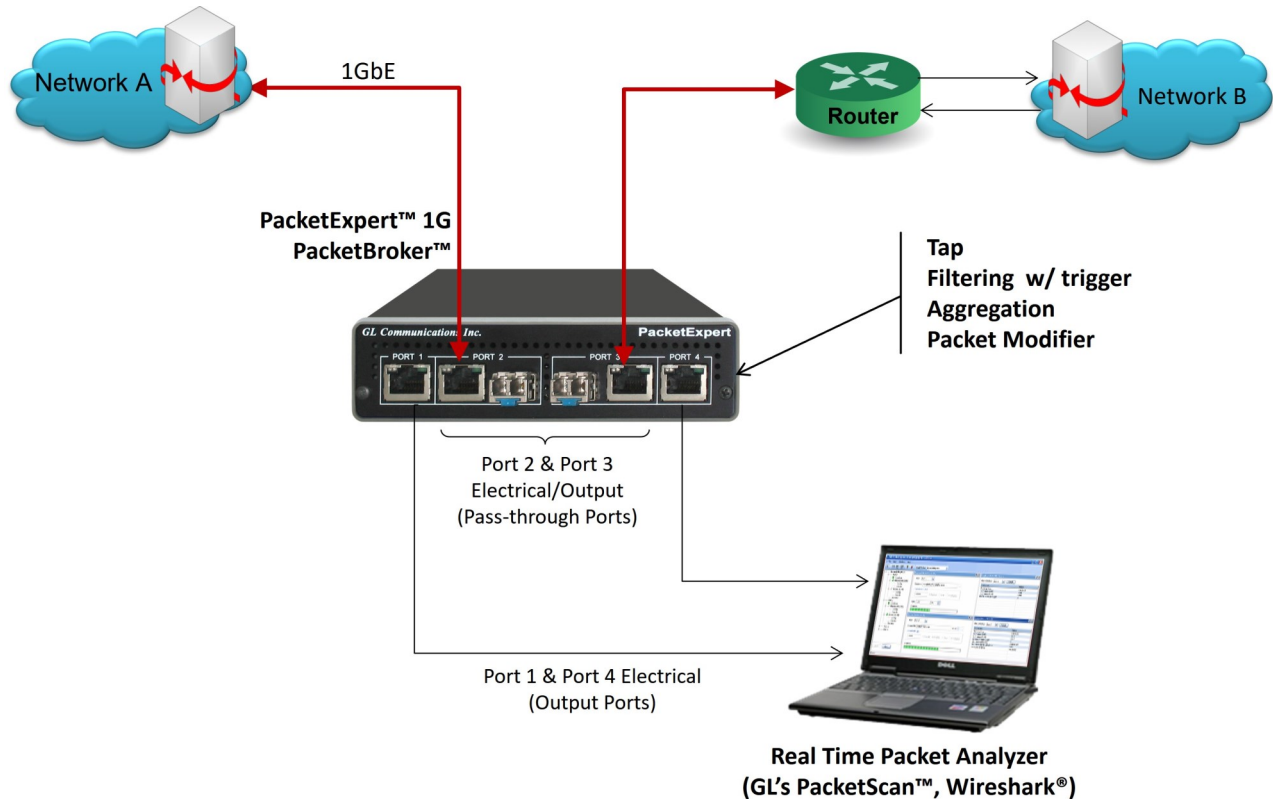 Network A
1GbE
Router
Network B
PacketExpert™ 1G
PacketBroker™
Tap
Filtering w/ trigger
Aggregation
Packet Modifier
GL Communications Inc.
PacketExpert
PORT 1
PORT 2
PORT 3
PORT 4
Port 2 & Port 3
Electrical/Output
(Pass-through Ports)
Port 1 & Port 4 Electrical
(Output Ports)
DELL
Real Time Packet Analyzer
(GL's PacketScan™, Wireshark®)